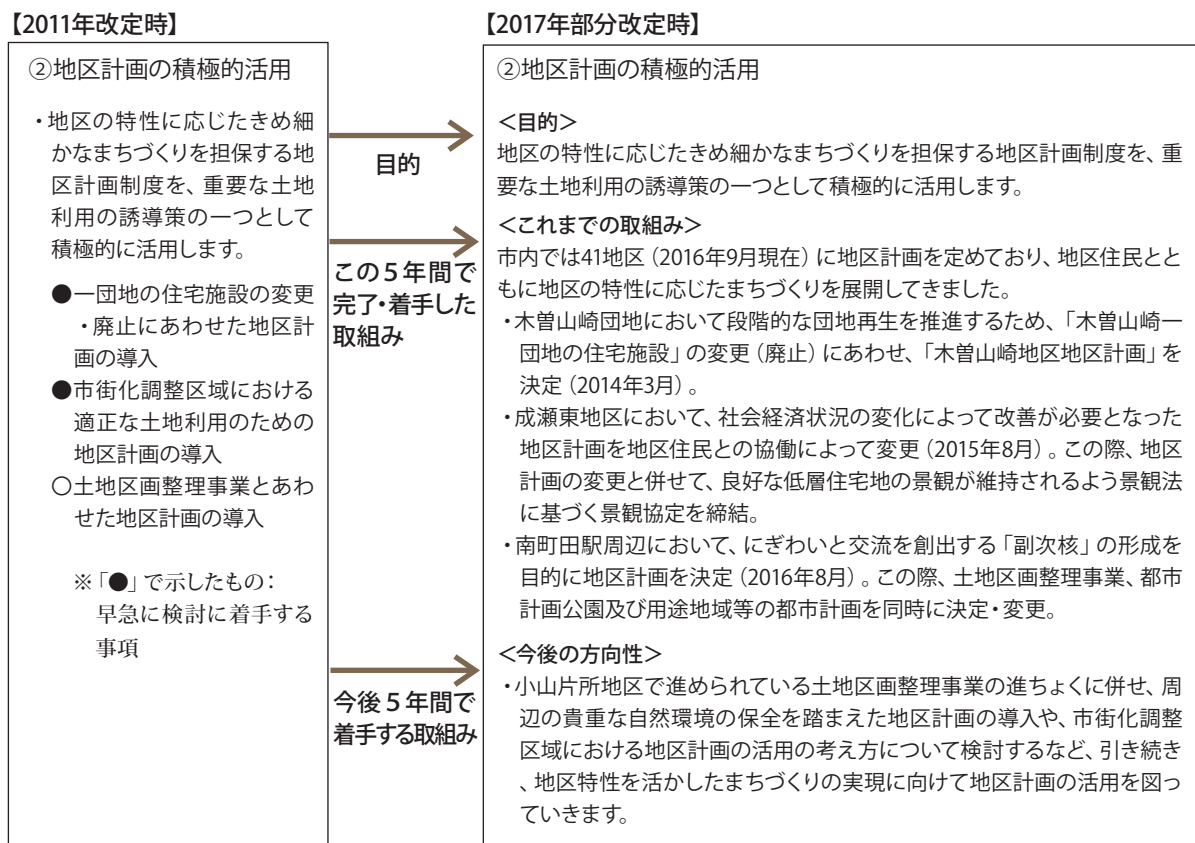 【2011年改定時】
②地区計画の積極的活用
・地区の特性に応じたきめ細
かなまちづくりを担保する地
区計画制度を、重要な土地
利用の誘導策の一つとして
積極的に活用します。
●一団地の住宅施設の変更
・廃止にあわせた地区計
画の導入
●市街化調整区域における
適正な土地利用のための
地区計画の導入
〇土地区画整理事業とあわ
せた地区計画の導入
※「●」で示したもの：
早急に検討に着手する
事項
目的
この５年間で
完了・着手した
取組み
今後５年間で
着手する取組み
【2017年部分改定時】
②地区計画の積極的活用
＜目的＞
地区の特性に応じたきめ細かなまちづくりを担保する地区計画制度を、重
要な土地利用の誘導策の一つとして積極的に活用します。
＜これまでの取組み＞
市内では41地区（2016年9月現在）に地区計画を定めており、地区住民とと
もに地区の特性に応じたまちづくりを展開してきました。
・木曽山崎団地において段階的な団地再生を推進するため、「木曽山崎一
団地の住宅施設」の変更（廃止）にあわせ、「木曽山崎地区地区計画」を
決定（2014年3月）。
・成瀬東地区において、社会経済状況の変化によって改善が必要となった
地区計画を地区住民との協働によって変更（2015年8月）。この際、地区
計画の変更と併せて、良好な低層住宅地の景観が維持されるよう景観法
に基づく景観協定を締結。
・南町田駅周辺において、にぎわいと交流を創出する「副次核」の形成を
目的に地区計画を決定（2016年8月）。この際、土地区画整理事業、都市
計画公園及び用途地域等の都市計画を同時に決定・変更。
＜今後の方向性＞
・小山片所地区で進められている土地区画整理事業の進ちょくに併せ、周
辺の貴重な自然環境の保全を踏まえた地区計画の導入や、市街化調整
区域における地区計画の活用の考え方について検討するなど、引き続き
、地区特性を活かしたまちづくりの実現に向けて地区計画の活用を図っ
ていきます。